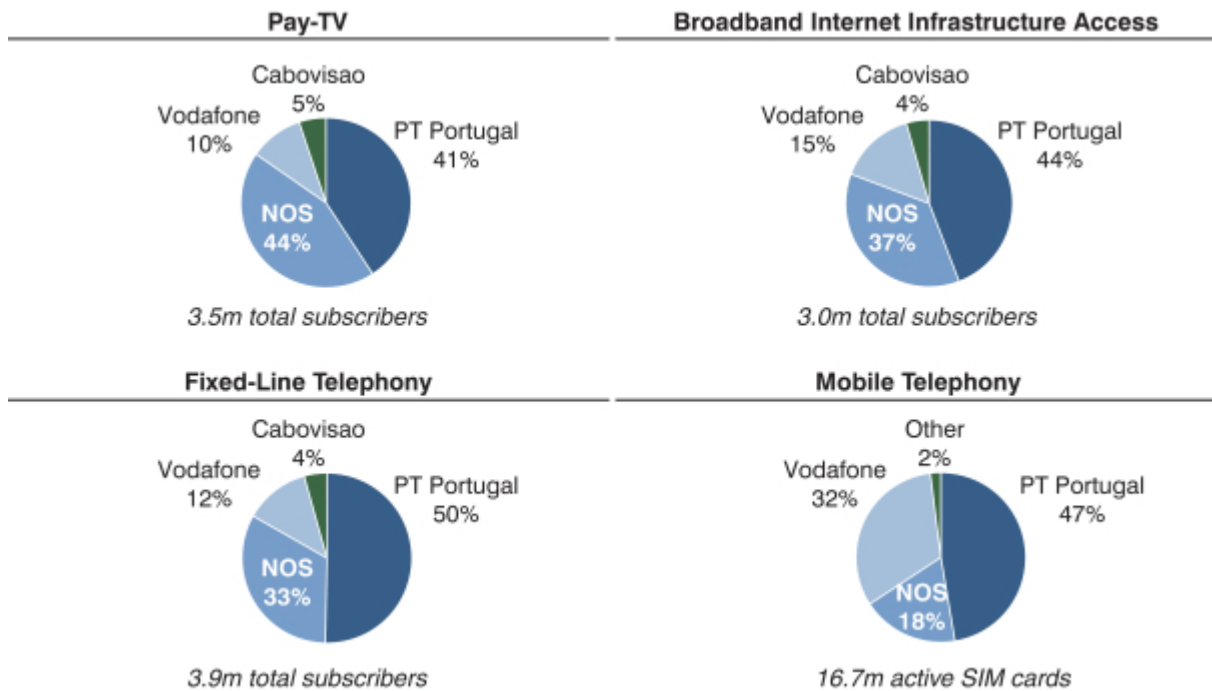 Pay-TV
Cabovisao
5%
Vodafone
10%
PT Portugal
41%
NOS
44%
3.5m total subscribers
Broadband Internet Infrastructure Access
Cabovisao
4%
Vodafone
15%
PT Portugal
44%
NOS
37%
3.0m total subscribers
Fixed-Line Telephony
Cabovisao
4%
Vodafone
12%
PT Portugal
50%
NOS
33%
3.9m total subscribers
Mobile Telephony
Other
2%
Vodafone
32%
PT Portugal
47%
NOS
18%
16.7m active SIM cards